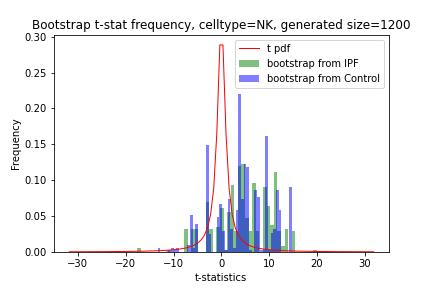 Bootstrap t-stat frequency, celltype=NK, generated size=1200
t pdf
bootstrap from IPF
bootstrap from Control
Frequency
0.30
0.25
0.20
0.15
0.10
0.05
0.00
−30 −20 −10 0 10 20 30
t-statistics